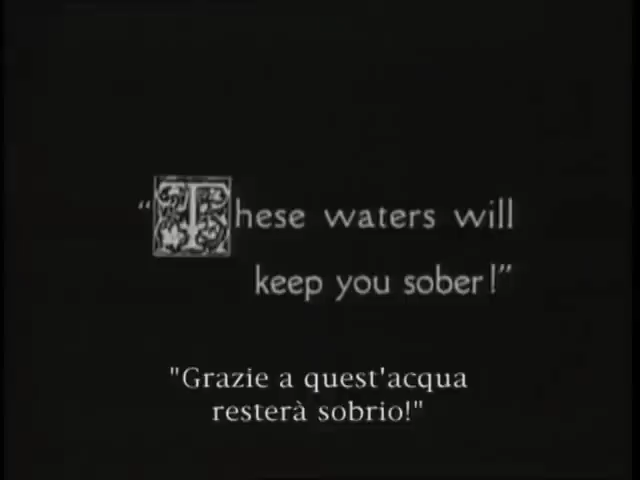 “These waters will
keep you sober!”
"Grazie a quest'acqua
resterà sobrio!"